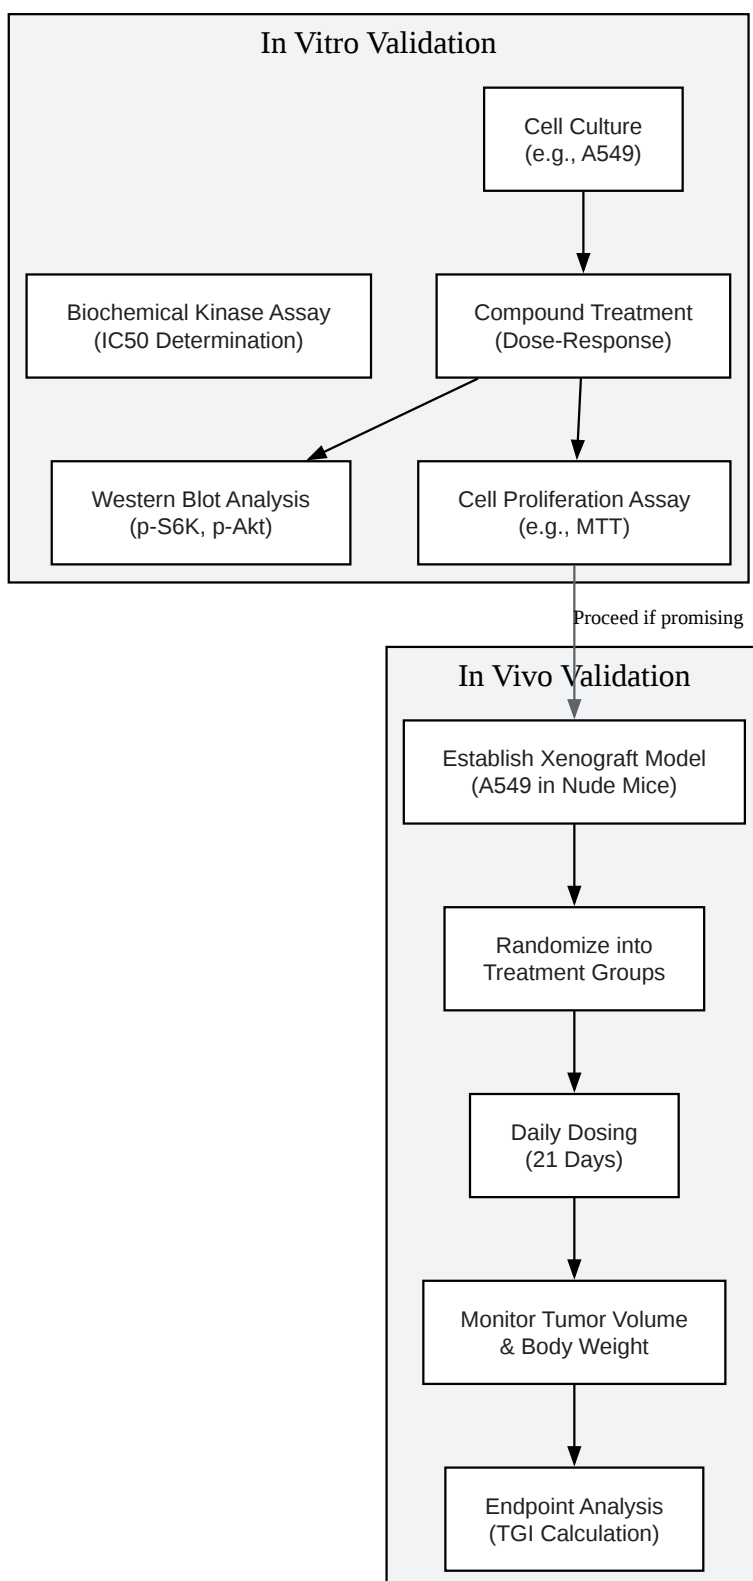 In Vitro Validation
Cell Culture
(e.g., A549)
Biochemical Kinase Assay
(IC50 Determination)
Compound Treatment
(Dose-Response)
Western Blot Analysis
(p-S6K, p-Akt)
Cell Proliferation Assay
(e.g., MTT)
Proceed if promising
In Vivo Validation
Establish Xenograft Model
(A549 in Nude Mice)
Randomize into
Treatment Groups
Daily Dosing
(21 Days)
Monitor Tumor Volume
& Body Weight
Endpoint Analysis
(TGI Calculation)